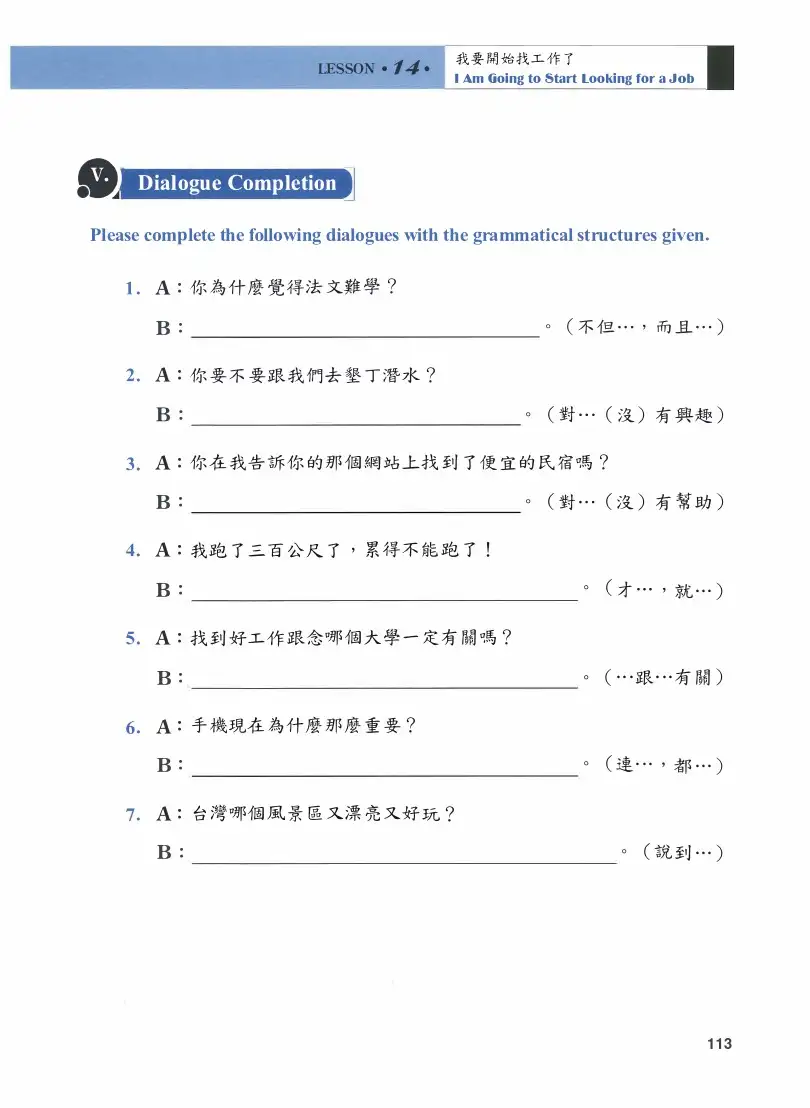 LESSON • 14 •
我要開始找工作了
I Am Going to Start Looking for a Job
V. Dialogue Completion
Please complete the following dialogues with the grammatical structures given.
1. A：你為什麼覺得法文難學？
B：。（不但…，而且…）
2. A：你要不要跟我們去墾丁潛水？
B：。（對…（沒）有興趣）
3. A：你在我告訴你的那個網站上找到了便宜的民宿嗎？
B：。（對…（沒）有幫助）
4. A：我跑了三百公尺了，累得不能跑了！
B：。（才…，就…）
5. A：找到好工作跟念哪個大學一定有關嗎？
B：。（…跟…有關）
6. A：手機現在為什麼那麼重要？
B：。（連…，都…）
7. A：台灣哪個風景區又漂亮又好玩？
B：。（說到…）
113